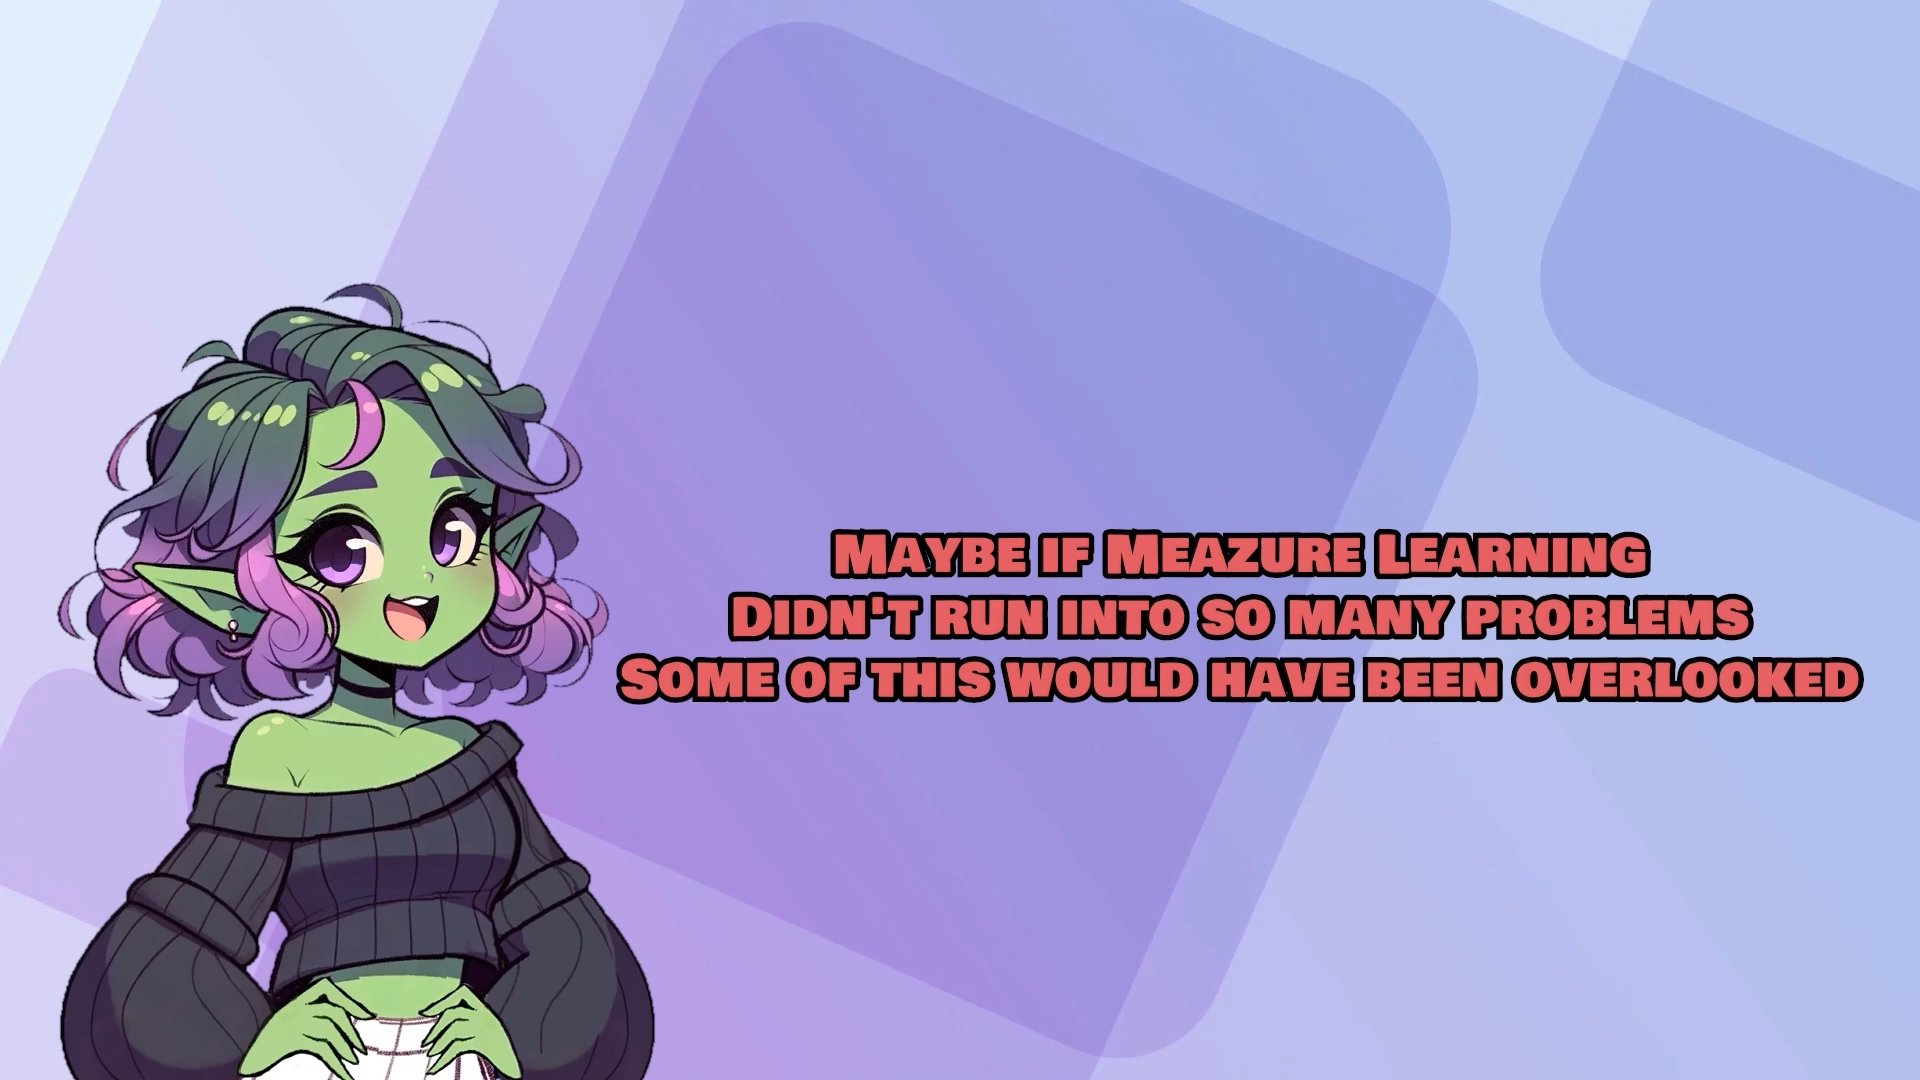 Maybe if Meazure Learning
Didn't run into so many problems
Some of this would have been overlooked